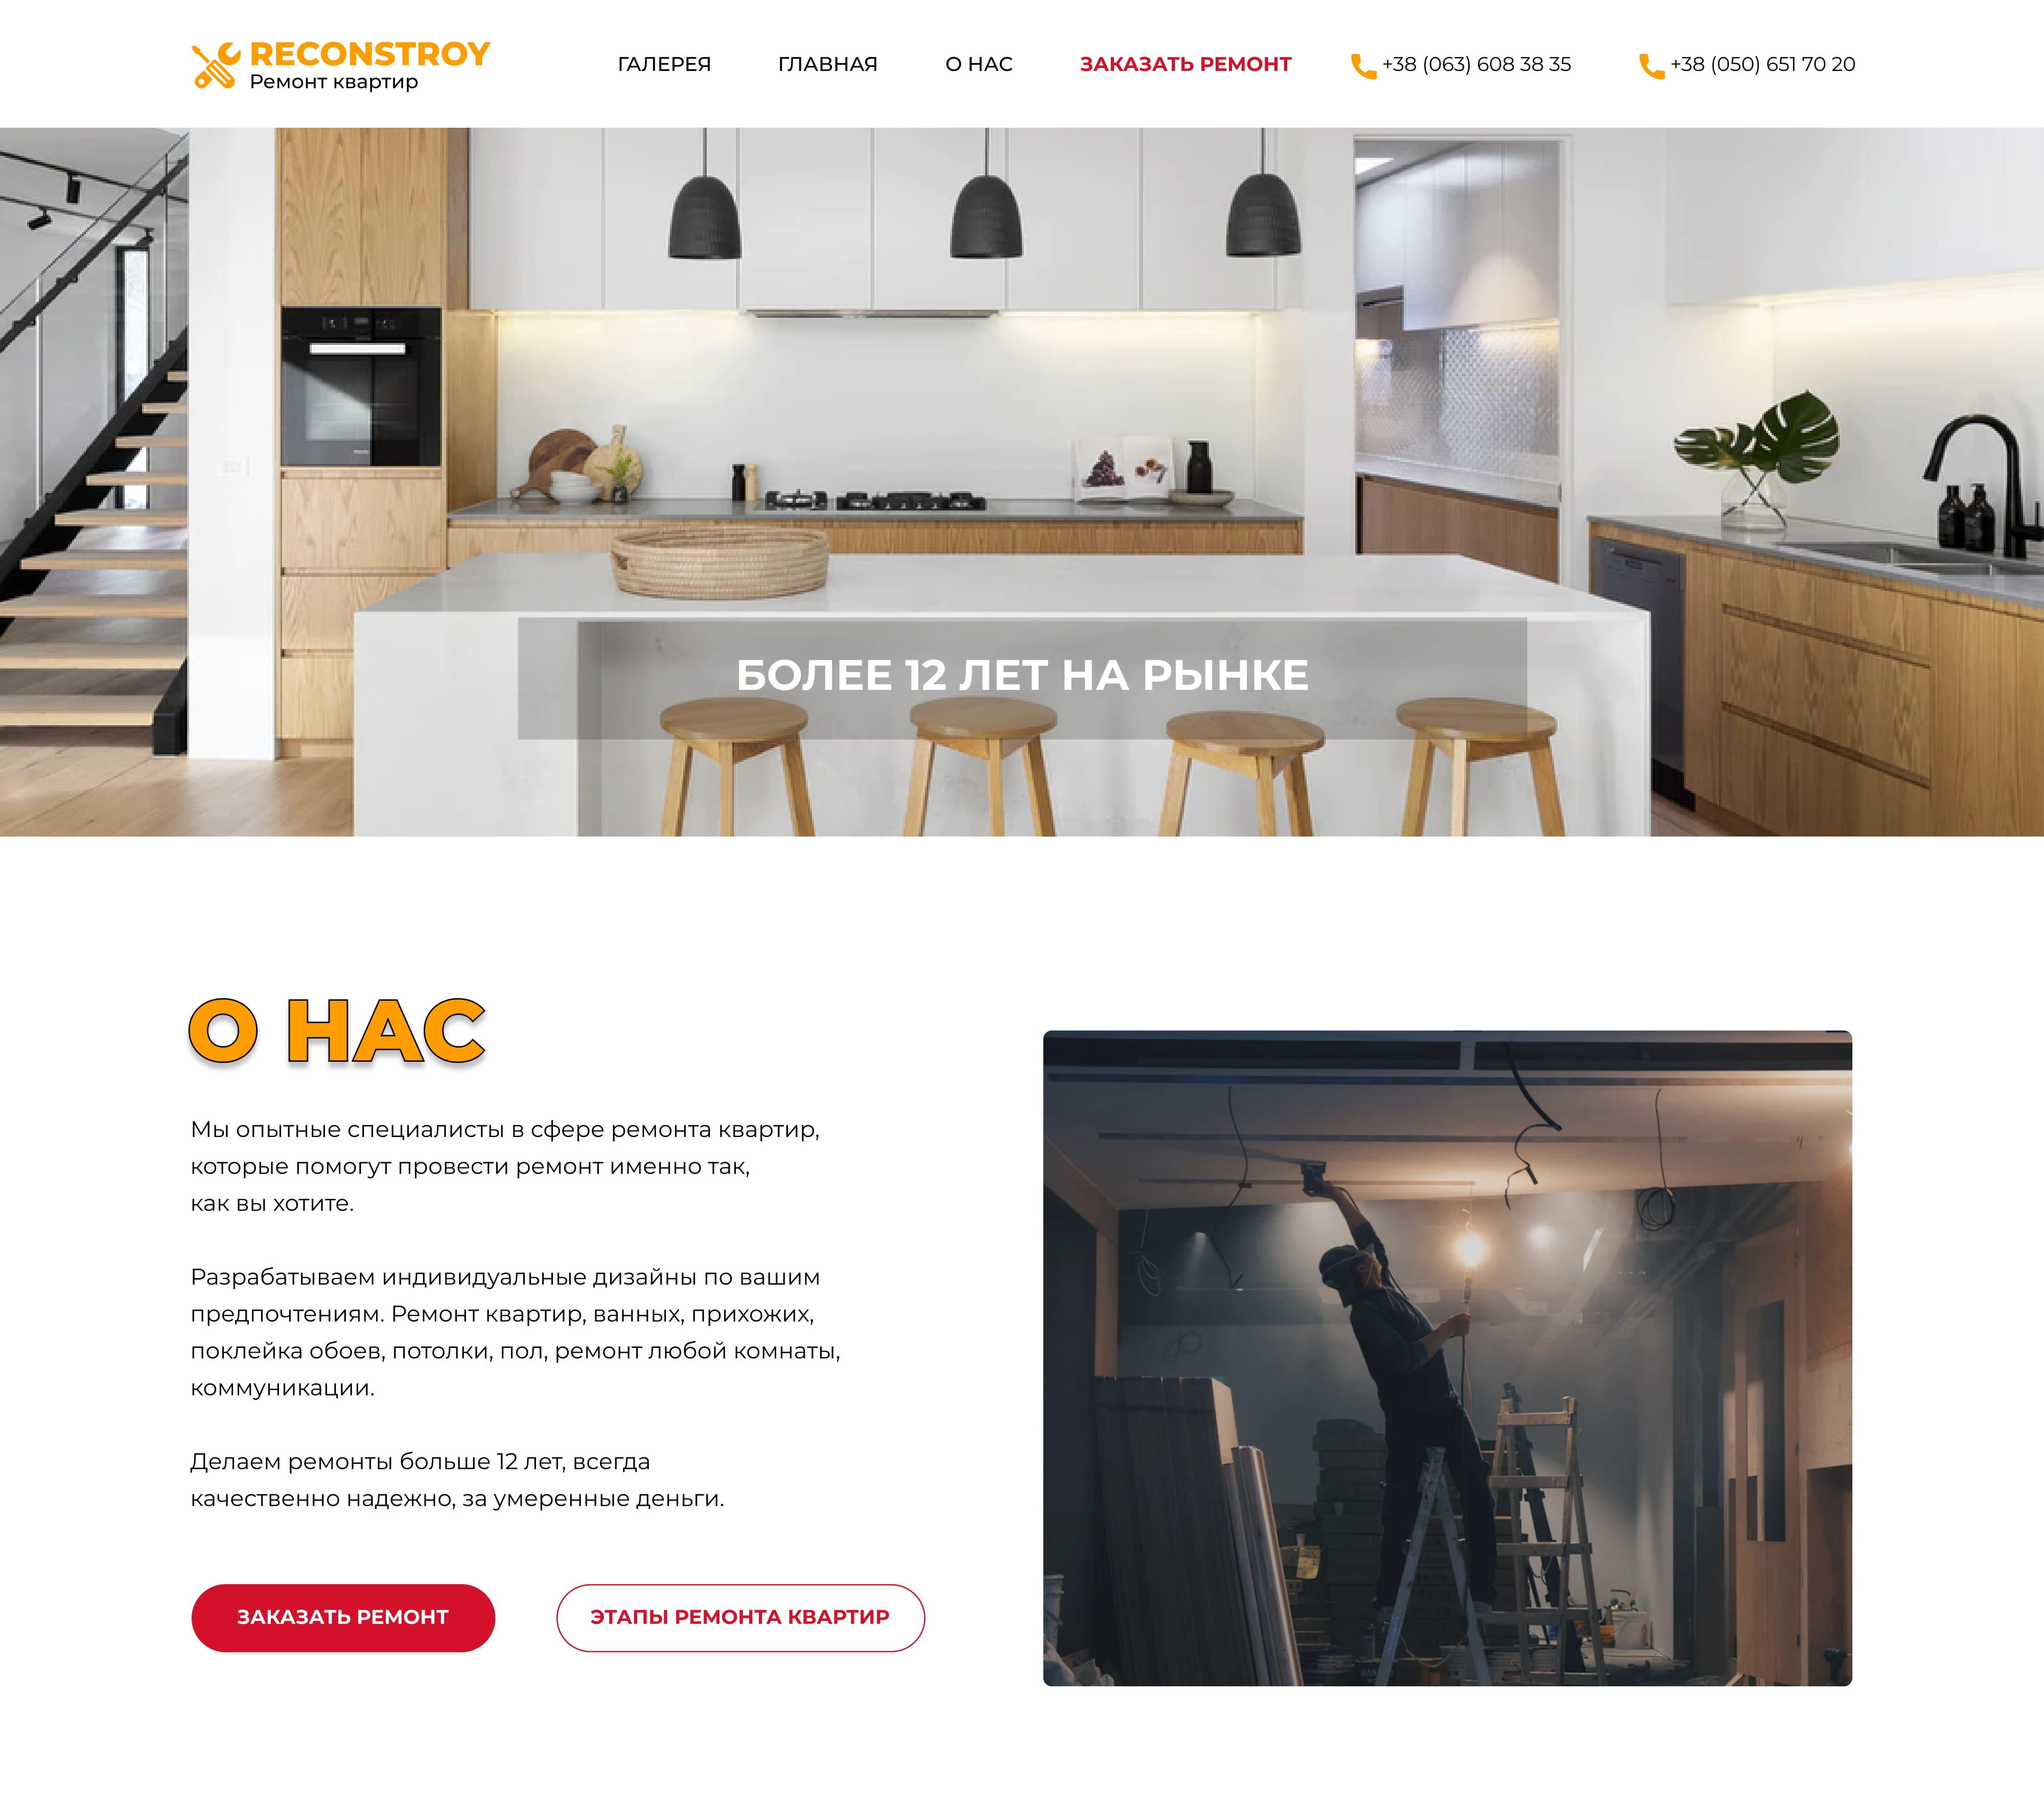 RECONSTROY
Ремонт квартир
ГАЛЕРЕЯ
ГЛАВНАЯ
О НАС
ЗАКАЗАТЬ РЕМОНТ
+38 (063) 608 38 35
+38 (050) 651 70 20
БОЛЕЕ 12 ЛЕТ НА РЫНКЕ
О НАС
Мы опытные специалисты в сфере ремонта квартир,
которые помогут провести ремонт именно так,
как вы хотите.
Разрабатываем индивидуальные дизайны по вашим
предпочтениям. Ремонт квартир, ванных, прихожих,
поклейка обоев, потолки, пол, ремонт любой комнаты,
коммуникации.
Делаем ремонты больше 12 лет, всегда
качественно надежно, за умеренные деньги.
ЗАКАЗАТЬ РЕМОНТ
ЭТАПЫ РЕМОНТА КВАРТИР